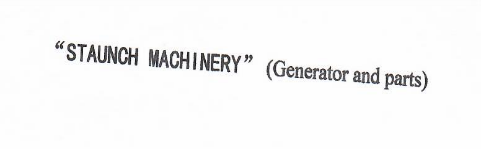 “STAUNCH MACHINERY” (Generator and parts)